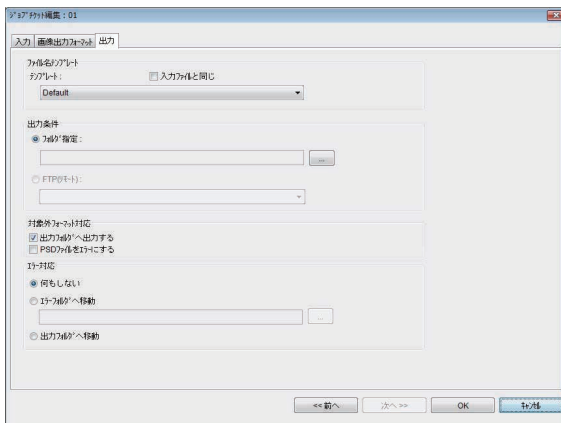 ｼﾞｮﾌﾞﾁｹｯﾄ編集：01
入力 画像出力ﾌｫｰﾏｯﾄ 出力
ﾌｧｲﾙ名ﾃﾝﾌﾟﾚｰﾄ
ﾃﾝﾌﾟﾚｰﾄ： 入力ﾌｧｲﾙと同じ
Default
出力条件
ﾌｫﾙﾀﾞ指定：
...
FTP(ﾘﾓｰﾄ)：
対象外ﾌｫｰﾏｯﾄ対応
出力ﾌｫﾙﾀﾞへ出力する
PSDﾌｧｲﾙをｴﾗｰにする
ｴﾗｰ対応
何もしない
ｴﾗｰﾌｫﾙﾀﾞへ移動
...
出力ﾌｫﾙﾀﾞへ移動
<<前へ 次へ>> OK ｷｬﾝｾﾙ